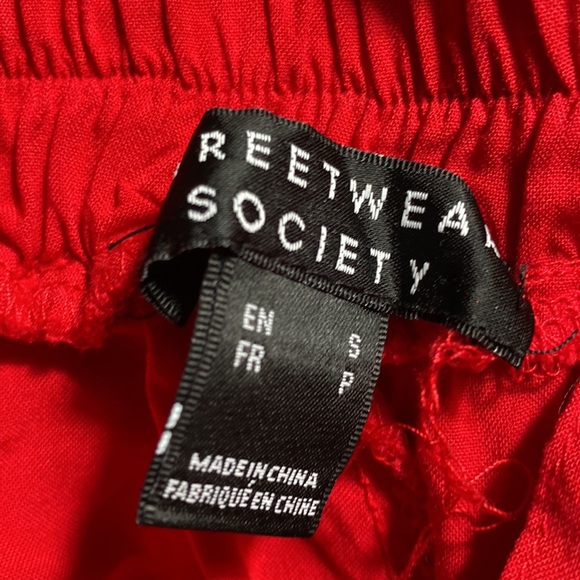 REETWEA
SOCIETY
EN S
FR P
MADE IN CHINA
FABRIQUÉ EN CHINE